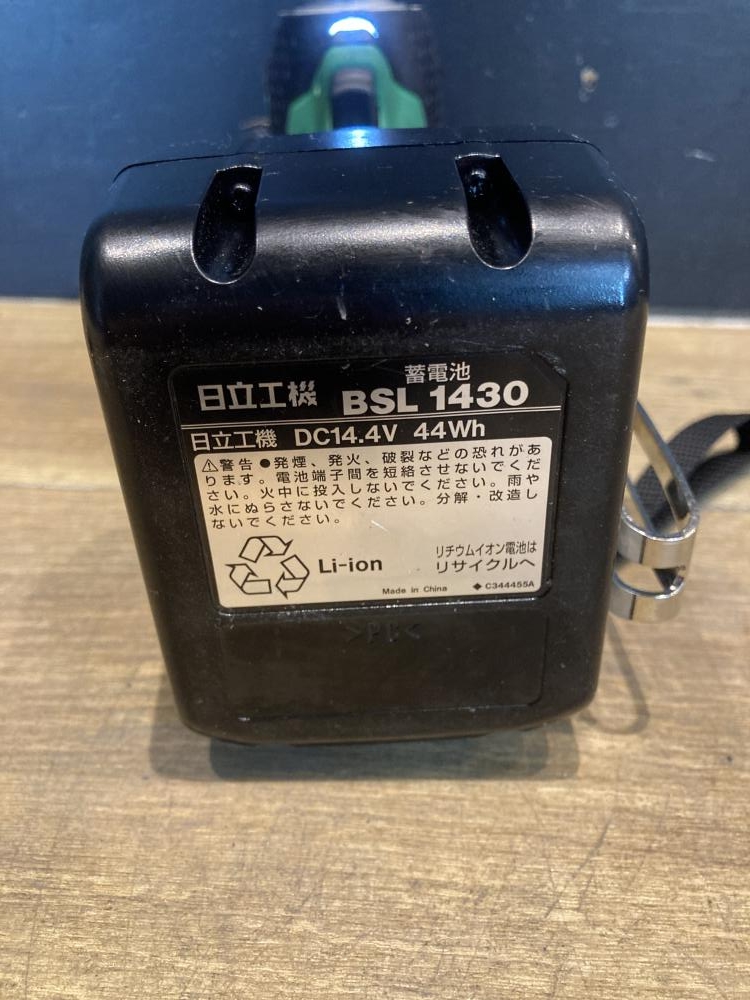 蓄電池
日立工機 BSL 1430
日立工機 DC14.4V 44Wh
⚠警告 ●発煙、発火、破裂などの恐れがあ
ります。電池端子間を短絡させないでくだ
さい。火中に投入しないでください。雨や
水にぬらさないでください。分解・改造し
ないでください。
Li-ion
リチウムイオン電池は
リサイクルへ
Made in China ◆ C344455A